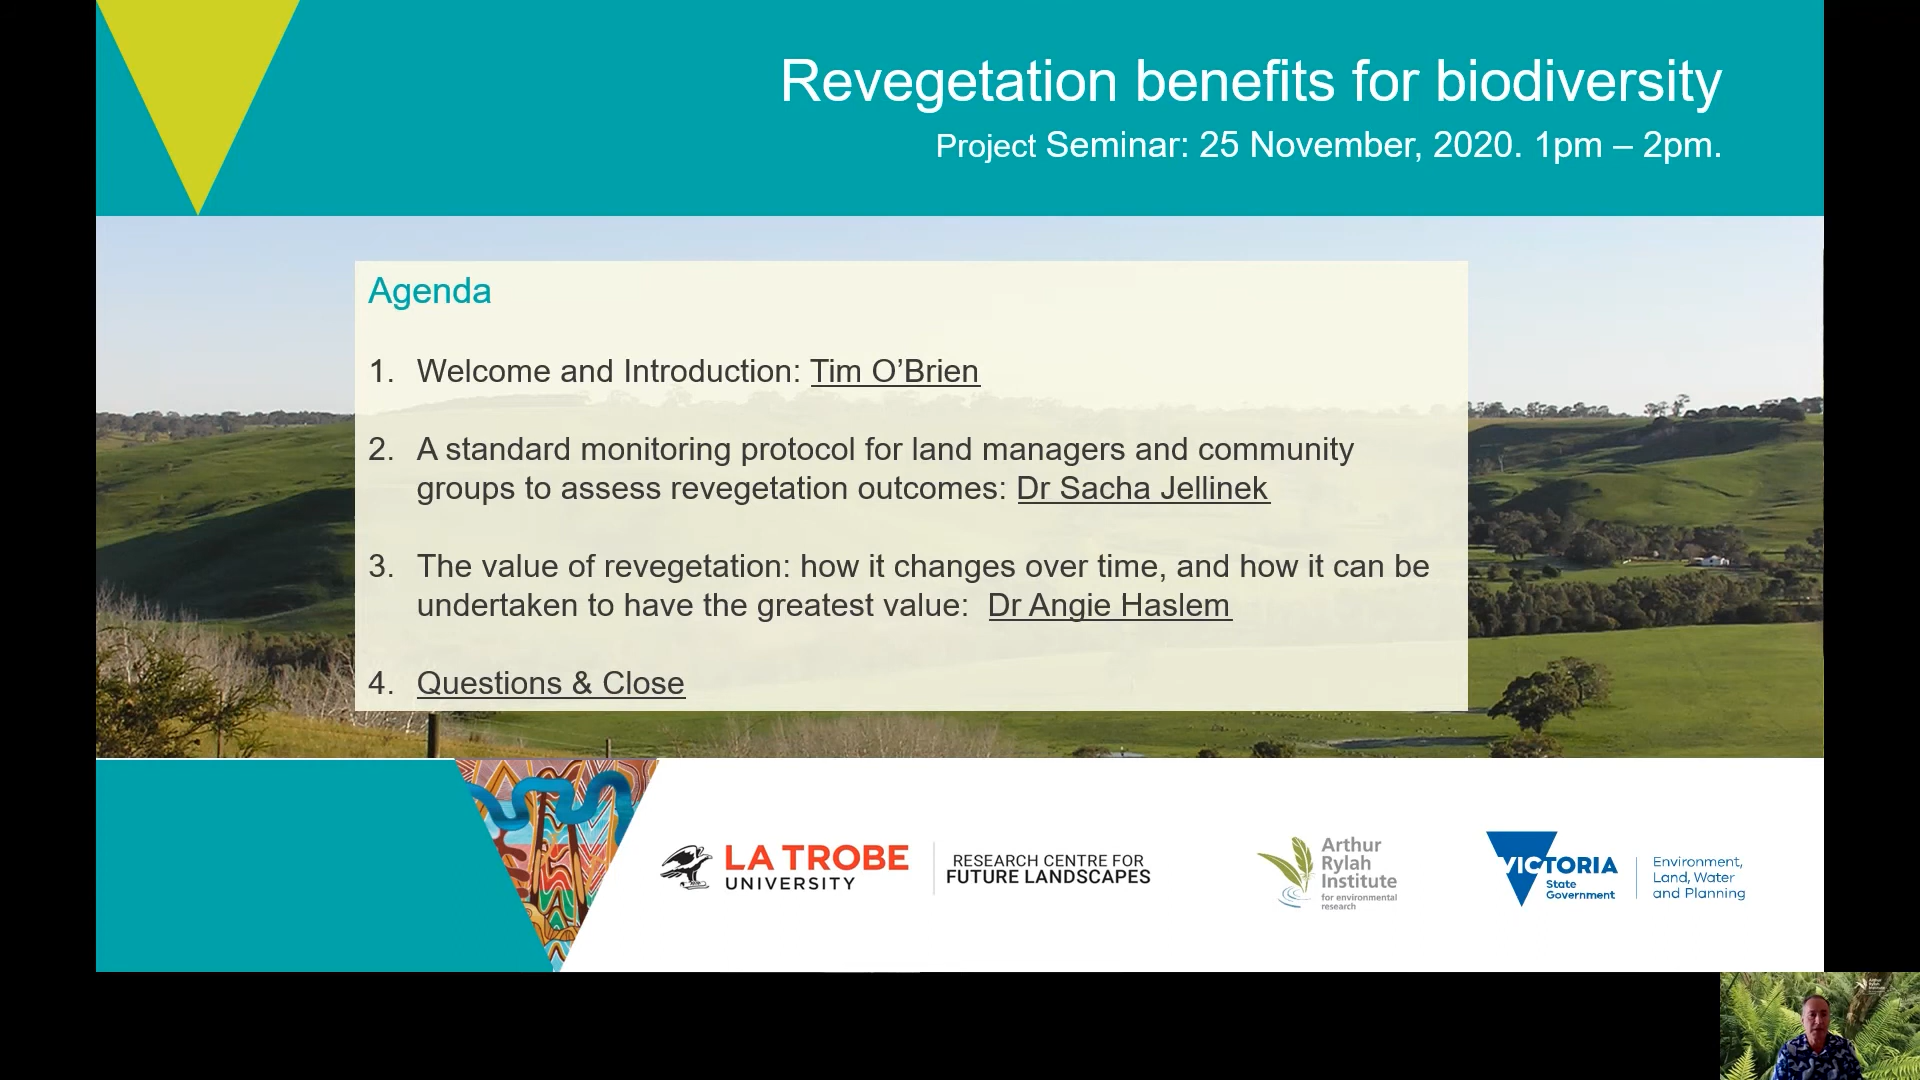 Revegetation benefits for biodiversity
Project Seminar: 25 November, 2020. 1pm – 2pm.
Agenda
1. Welcome and Introduction: Tim O’Brien
2. A standard monitoring protocol for land managers and community
groups to assess revegetation outcomes: Dr Sacha Jellinek
3. The value of revegetation: how it changes over time, and how it can be
undertaken to have the greatest value: Dr Angie Haslem
4. Questions & Close
LA TROBE
UNIVERSITY
RESEARCH CENTRE FOR
FUTURE LANDSCAPES
Arthur
Rylah
Institute
for environmental
research
VICTORIA
State
Government
Environment,
Land, Water
and Planning